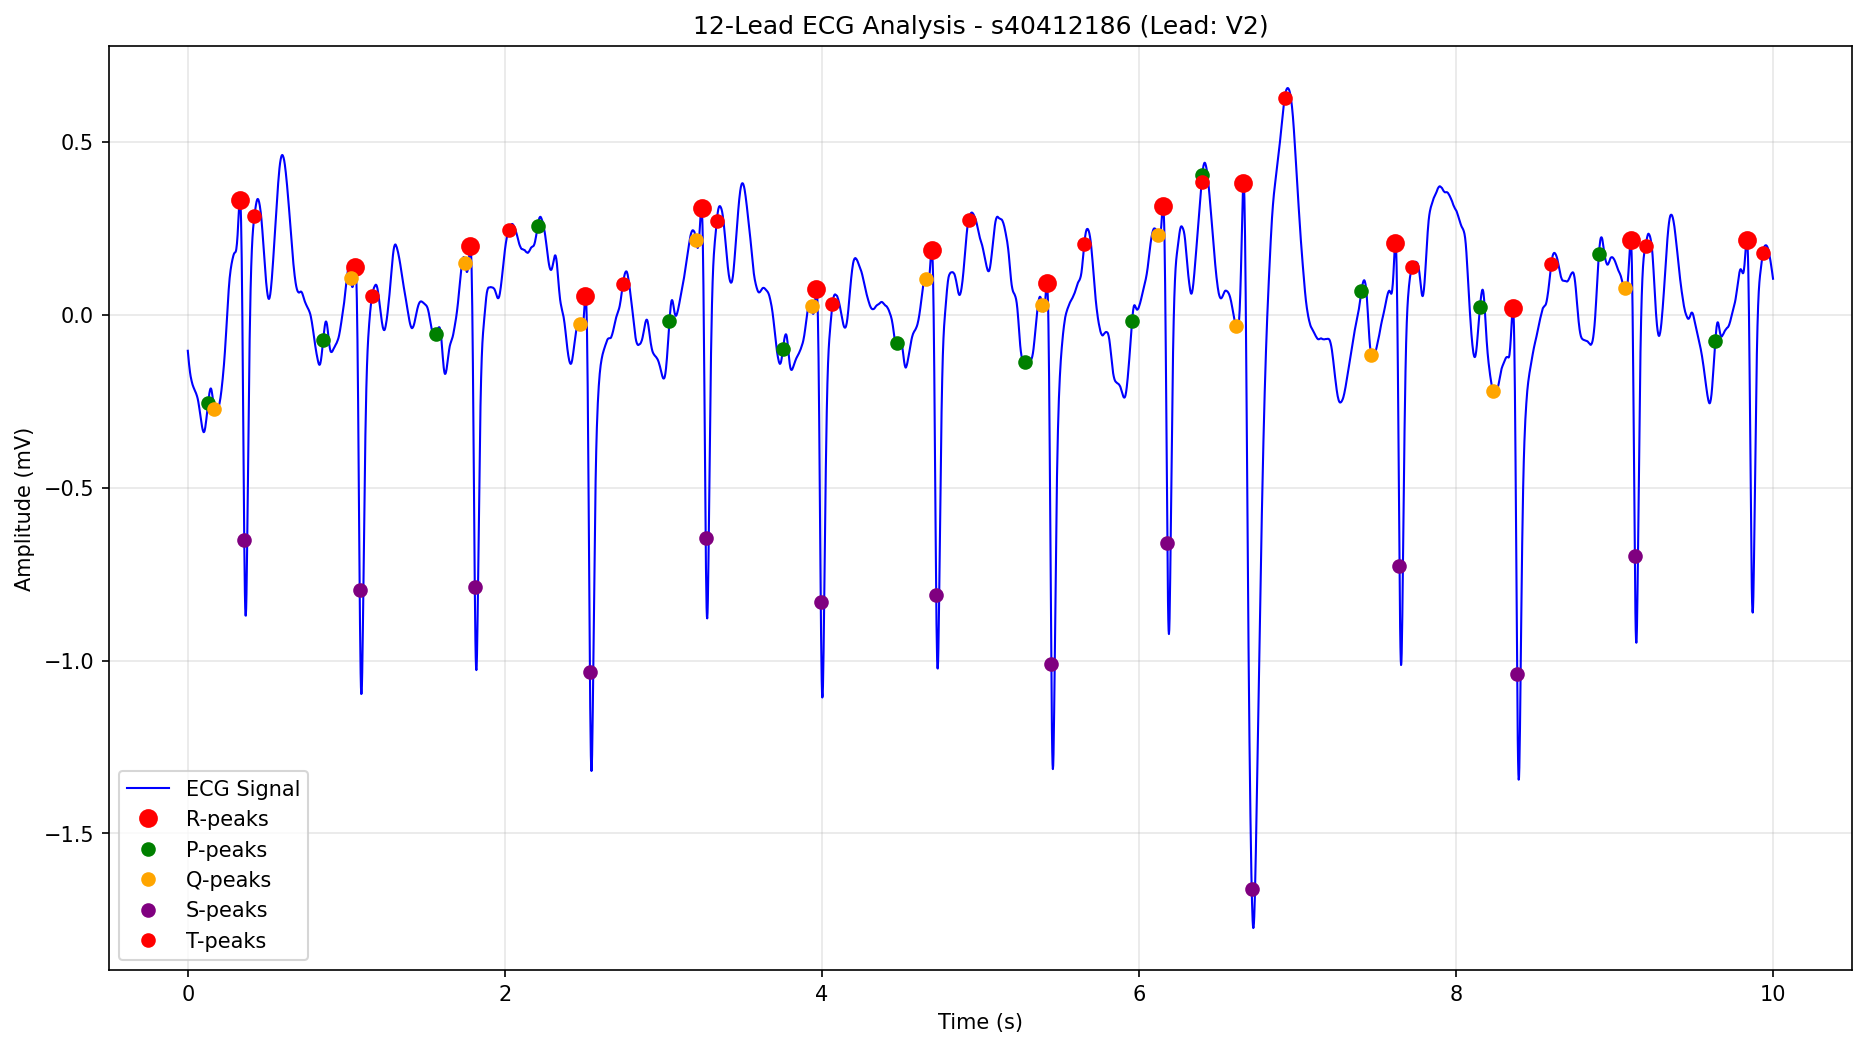 12-Lead ECG Analysis - s40412186 (Lead: V2)
Amplitude (mV)
0.5
0.0
−0.5
−1.0
−1.5
ECG Signal
R-peaks
P-peaks
Q-peaks
S-peaks
T-peaks
0 2 4 6 8 10
Time (s)